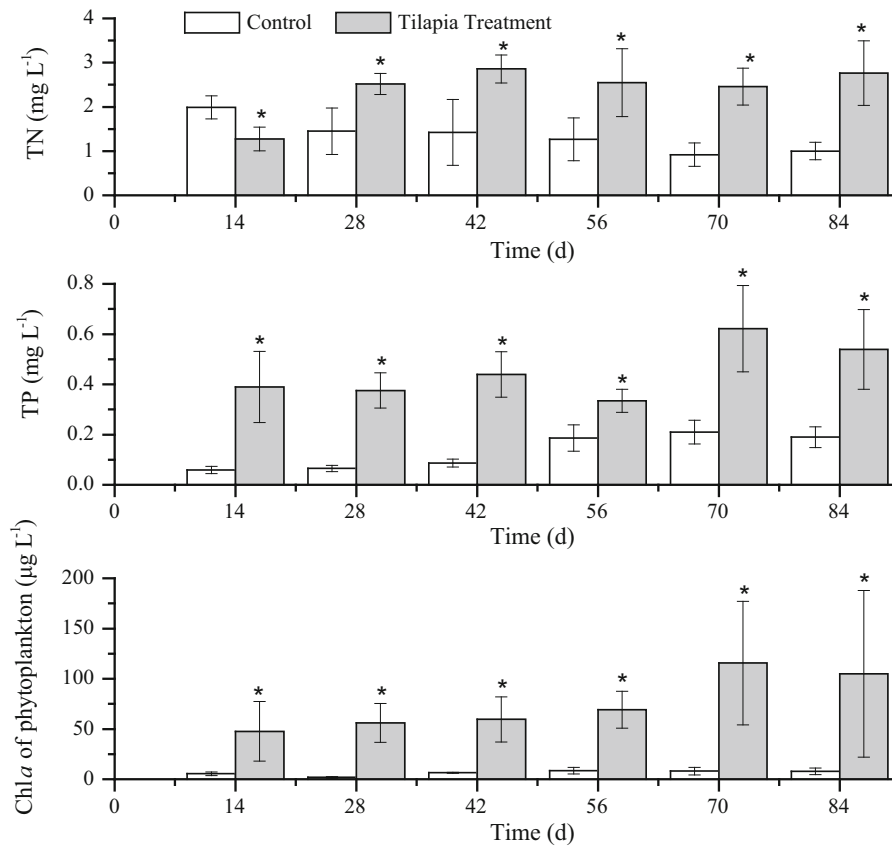 Control
Tilapia Treatment
TN (mg L-1)
4
3
2
1
0
* * * * * *
0 14 28 42 56 70 84
Time (d)
TP (mg L-1)
0.8
0.6
0.4
0.2
0.0
* * * * * *
0 14 28 42 56 70 84
Time (d)
Chla of phytoplankton (μg L-1)
200
150
100
50
0
* * * * * *
0 14 28 42 56 70 84
Time (d)